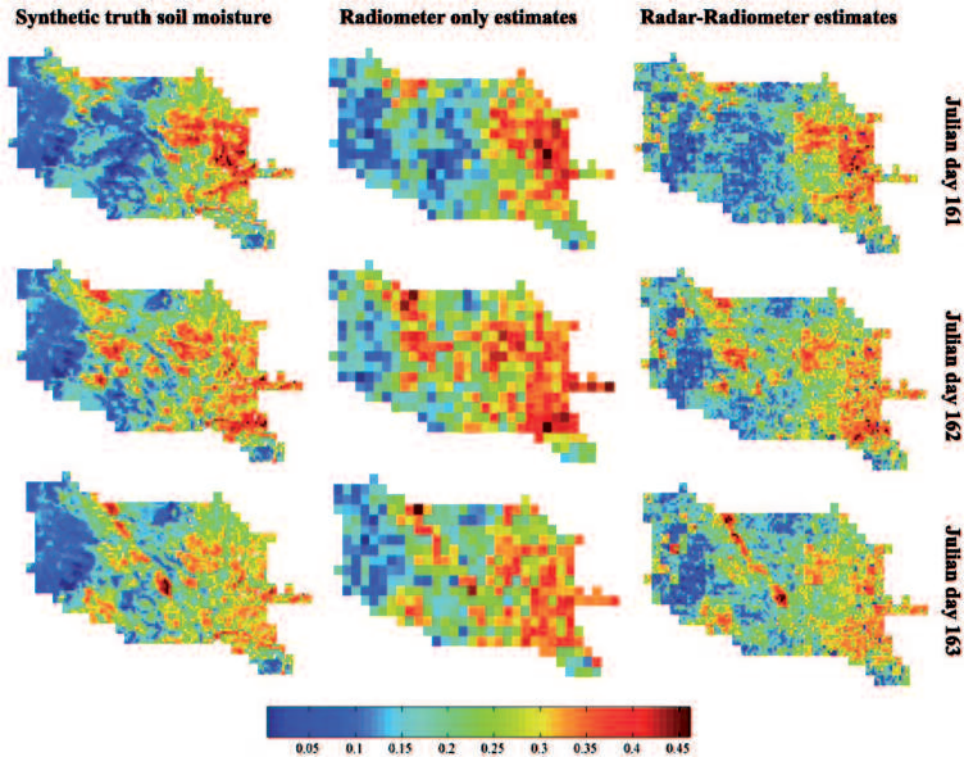 Synthetic truth soil moisture
Radiometer only estimates
Radar-Radiometer estimates
Julian day 161
Julian day 162
Julian day 163
0.05 0.1 0.15 0.2 0.25 0.3 0.35 0.4 0.45